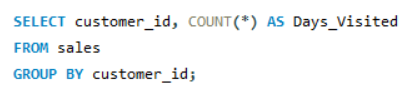 SELECT customer_id, COUNT(*) AS Days_Visited
FROM sales
GROUP BY customer_id;